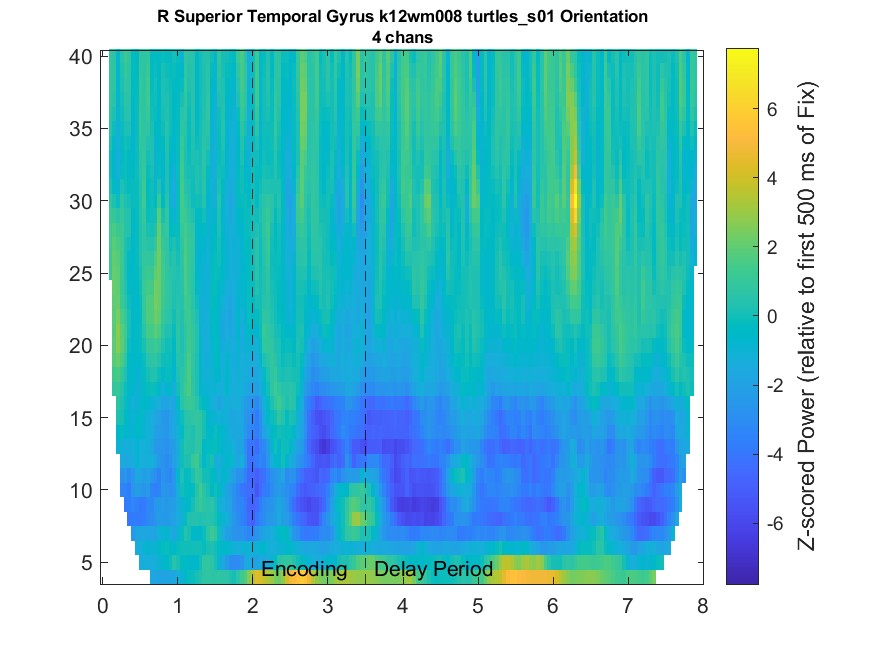 R Superior Temporal Gyrus k12wm008 turtles_s01 Orientation
4 chans
40
35
30
25
20
15
10
5
Encoding
Delay Period
0 1 2 3 4 5 6 7 8
6
4
2
0
-2
-4
-6
Z-scored Power (relative to first 500 ms of Fix)